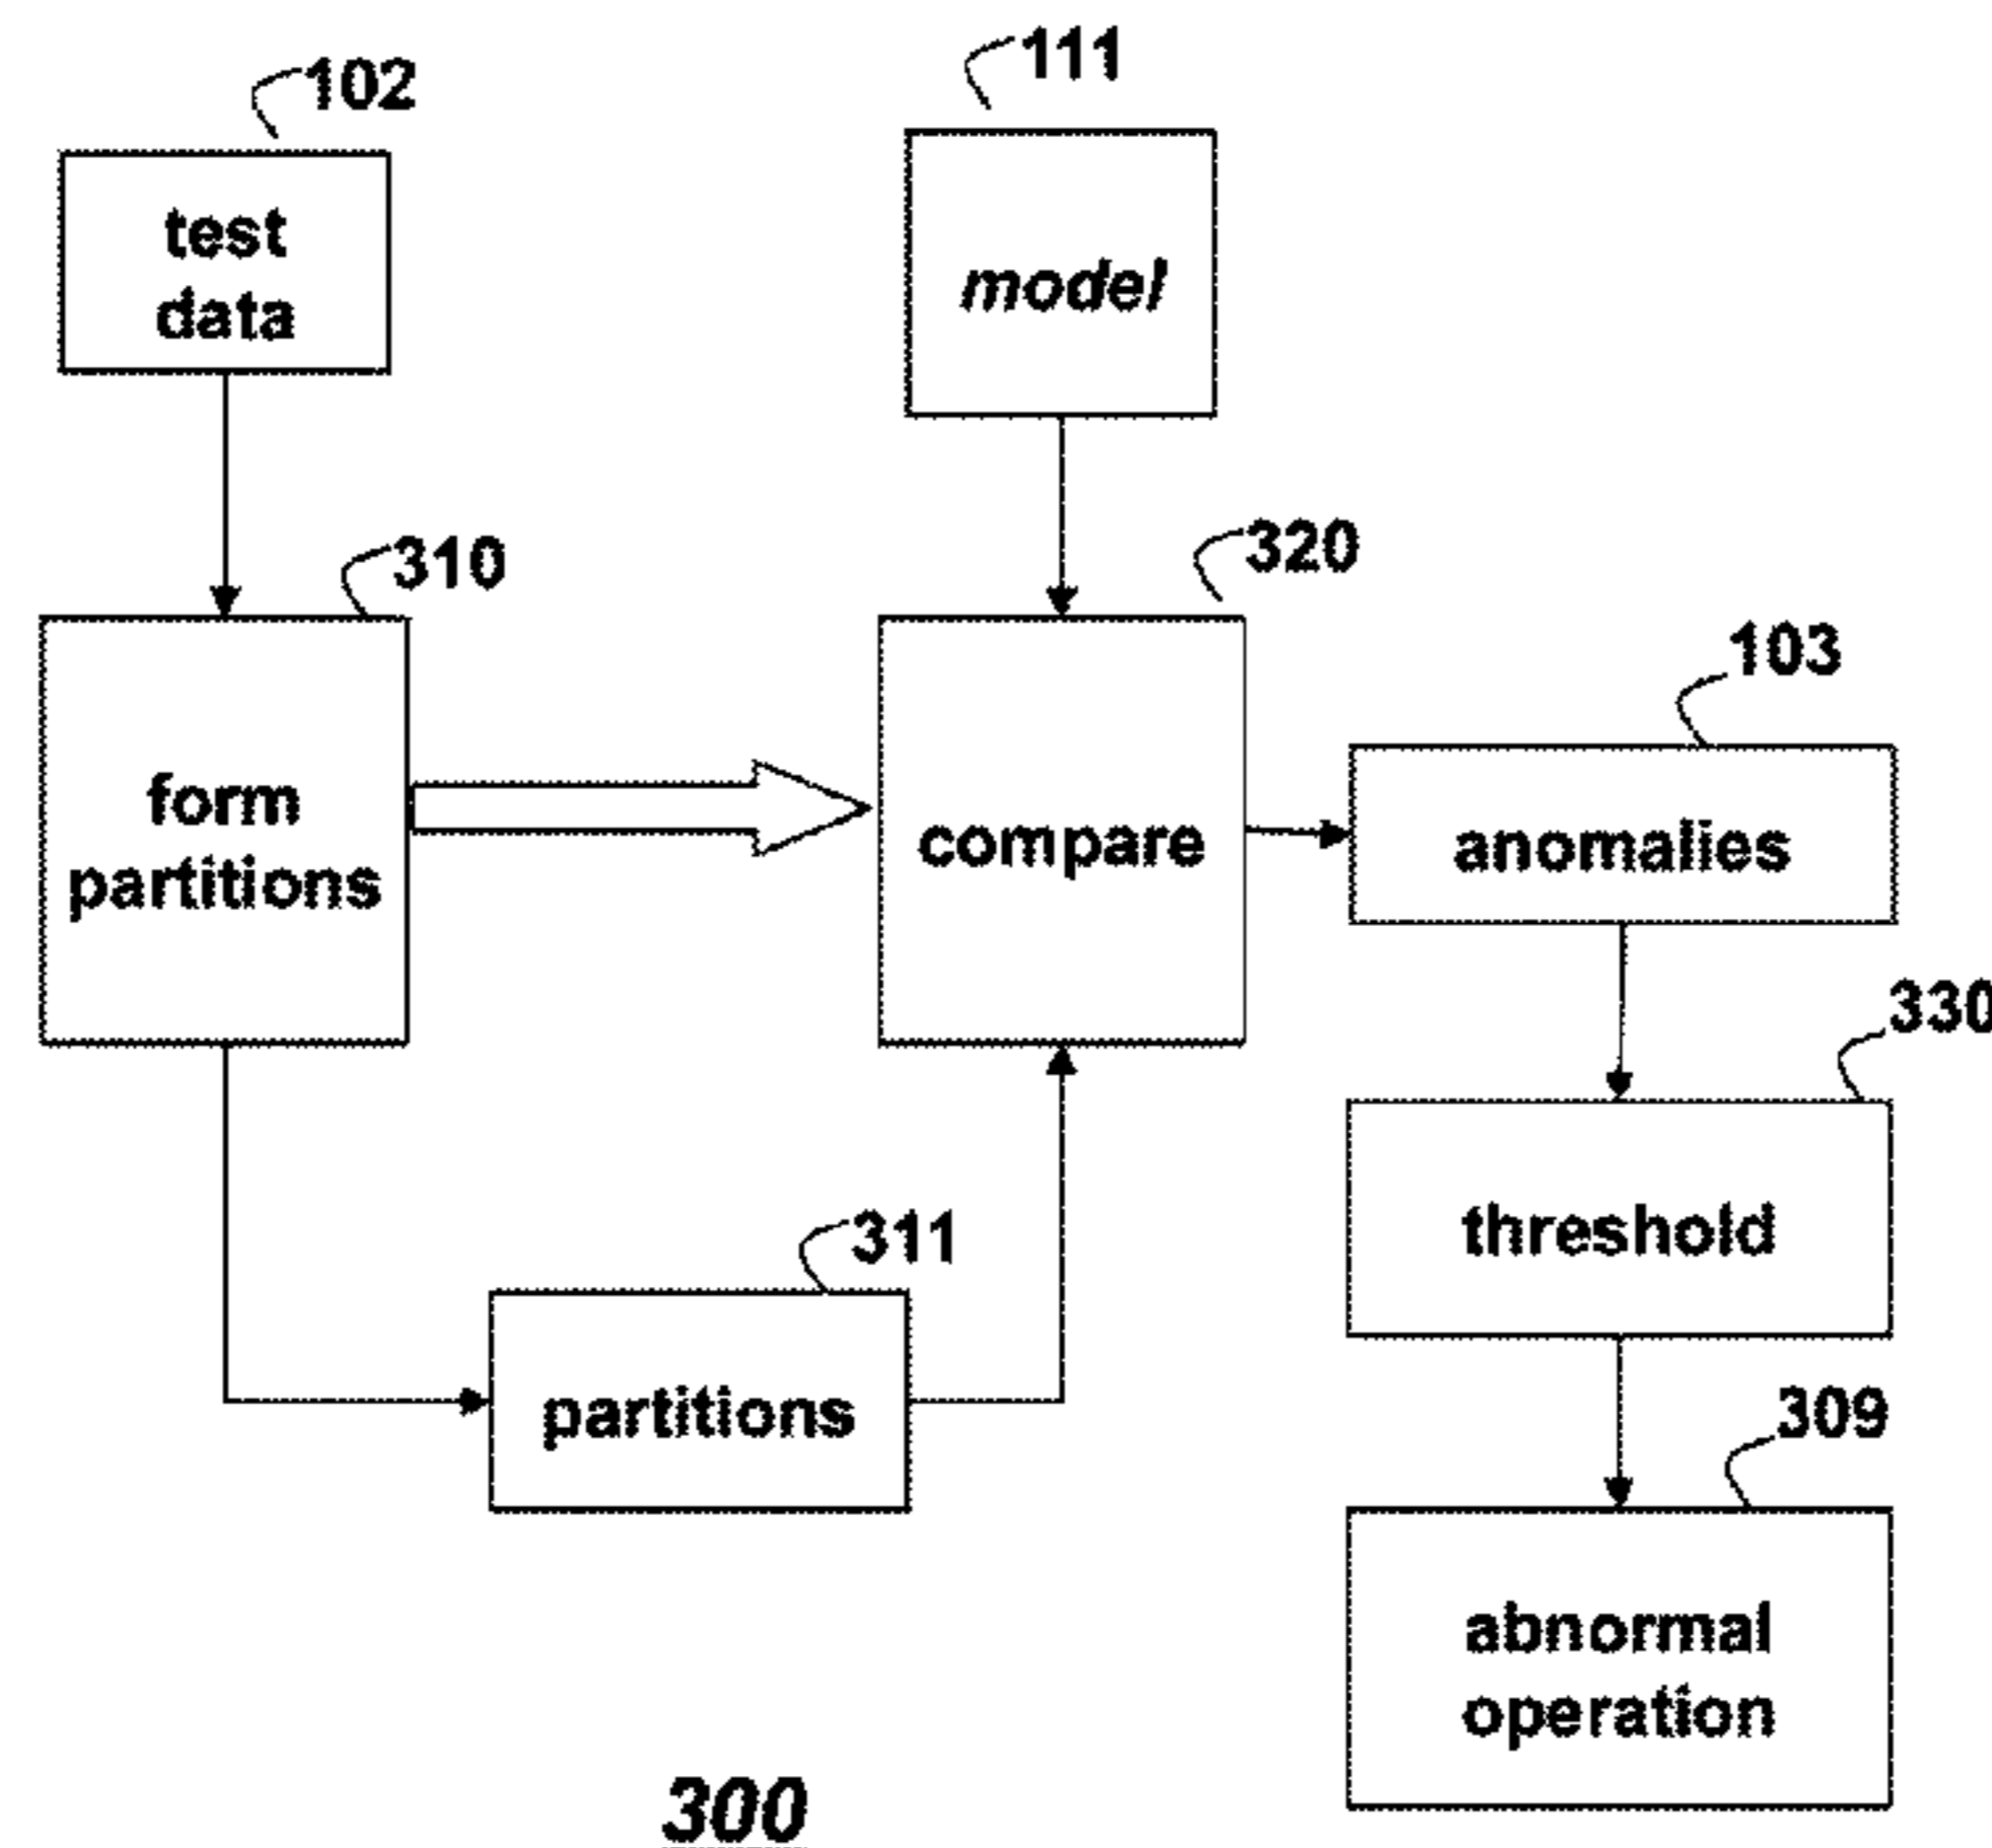 102
111
test
data
model
310
320
form
partitions
compare
103
anomalies
330
threshold
311
partitions
309
abnormal
operation
300